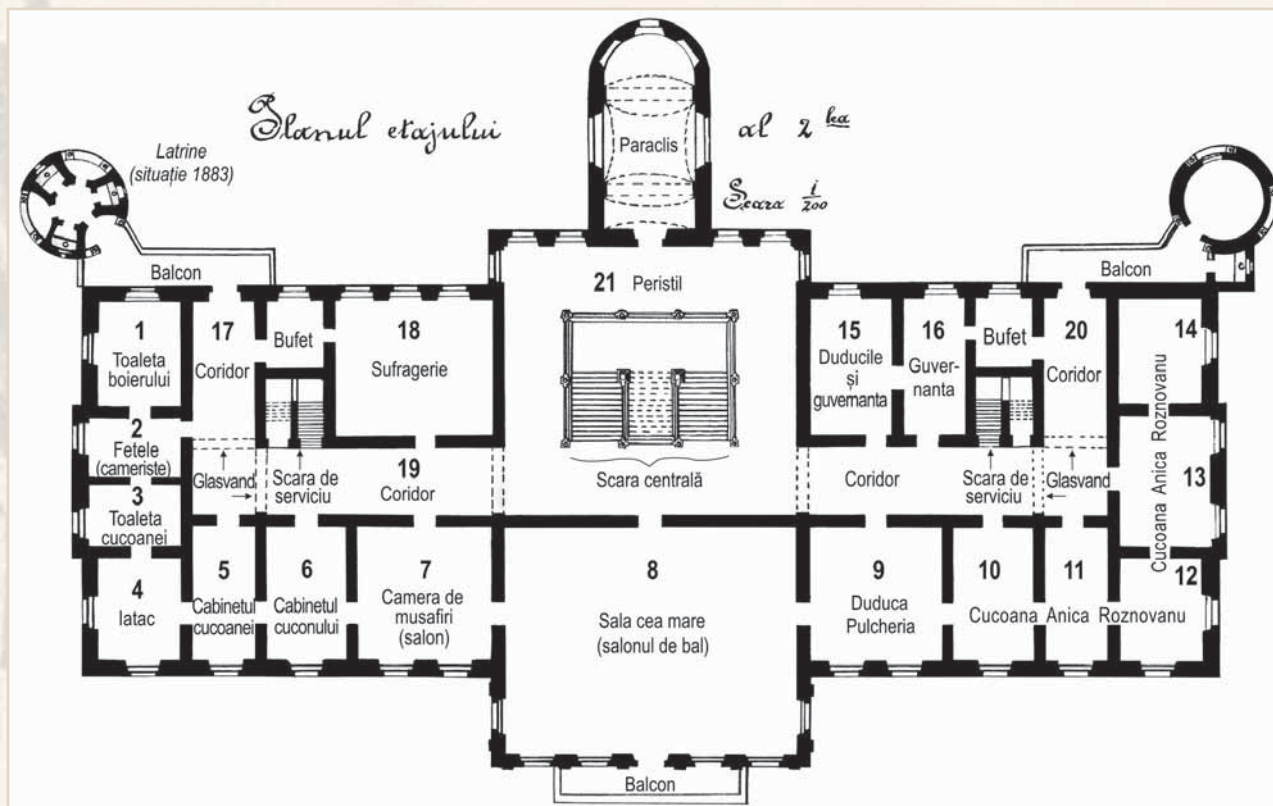 Planul etajului al 2 lea
Scara 1/200
Latrine
(situație 1883)
Paraclis
Balcon
Balcon
1
Toaleta
boierului
17
Coridor
Bufet
18
Sufragerie
21 Peristil
15
Duducile
și
guvernanta
16
Guver-
nanta
Bufet
20
Coridor
14
2
Fetele
(cameriste)
3
Toaleta
cucoanei
Glasvand
Scara de
serviciu
19
Coridor
Scara centrală
Coridor
Scara de
serviciu
Glasvand
13
Cucoana Anica Roznovanu
4
Iatac
5
Cabinetul
cucoanei
6
Cabinetul
cuconului
7
Camera de
musafiri
(salon)
8
Sala cea mare
(salonul de bal)
9
Duduca
Pulcheria
10
11
12
Cucoana Anica Roznovanu
Balcon